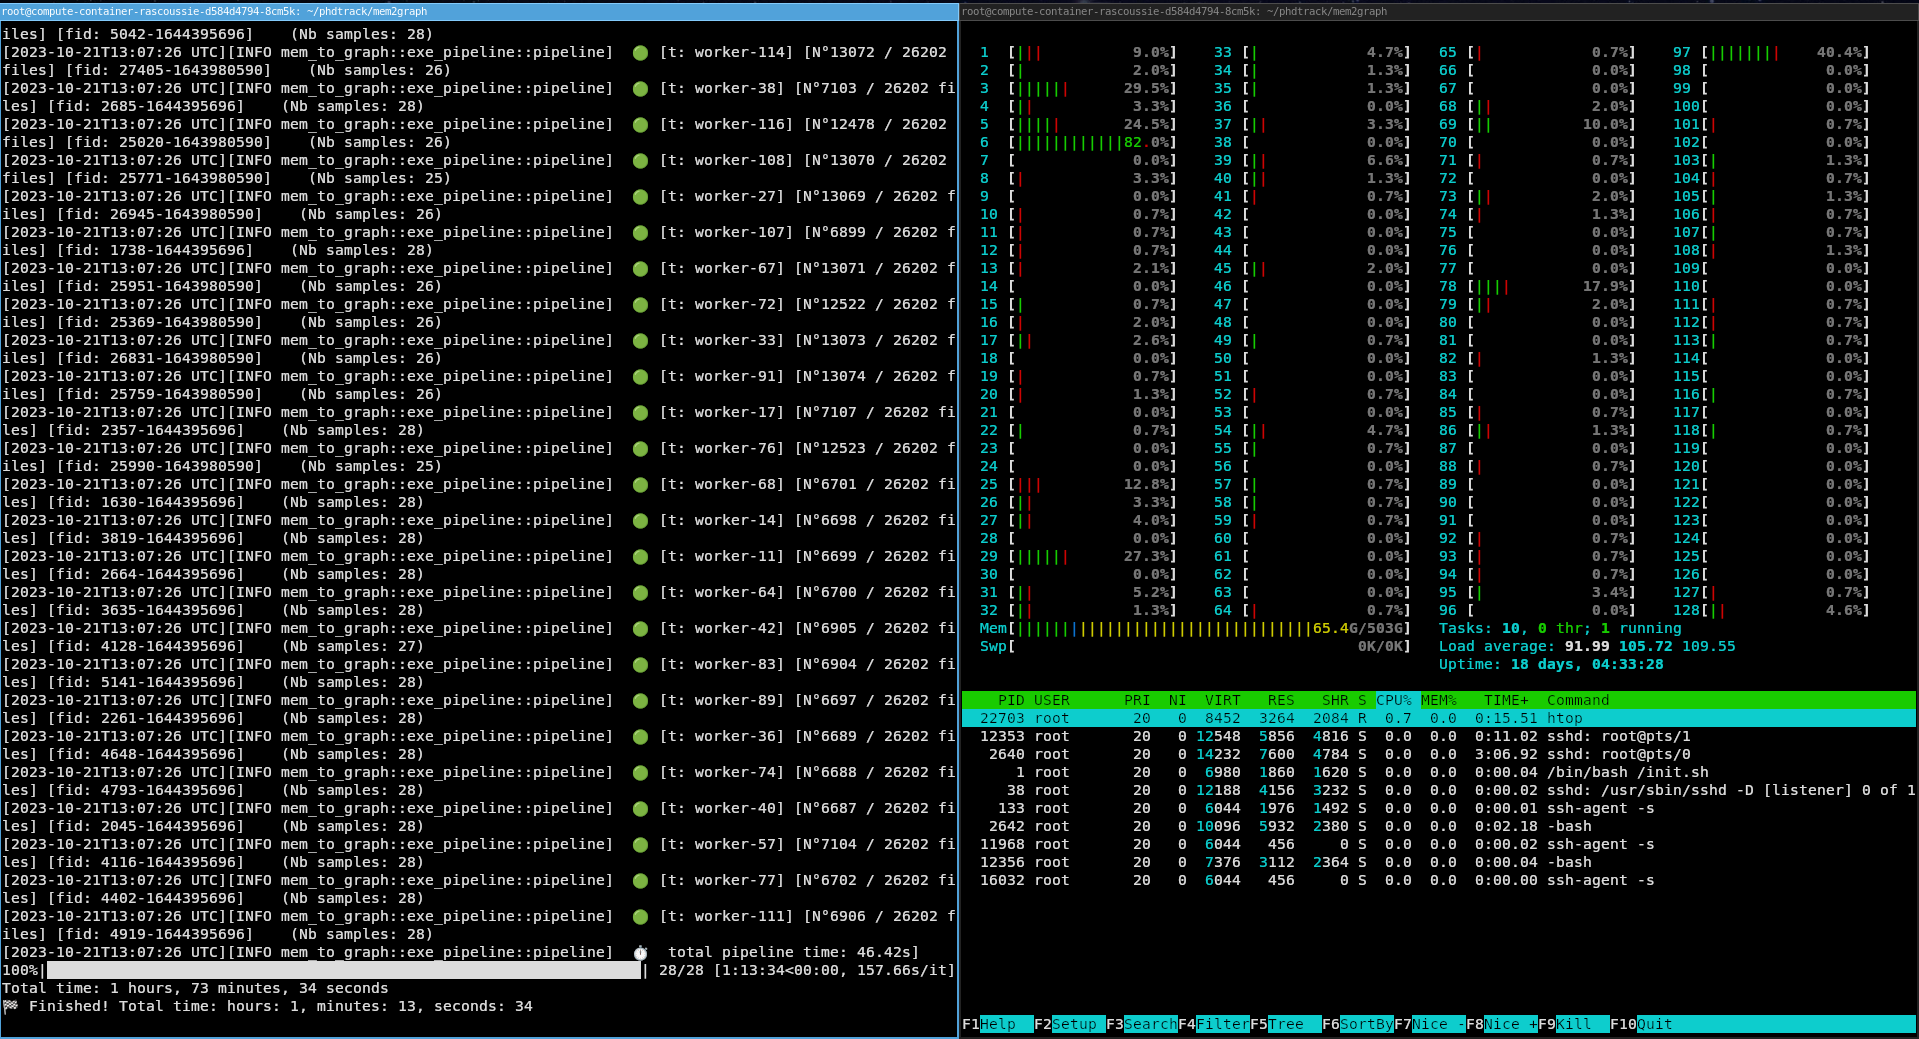 root@compute-container-rascoussie-d584d4794-8cm5k: ~/phdtrack/mem2graph
iles] [fid: 5042-1644395696]    (Nb samples: 28)
[2023-10-21T13:07:26 UTC][INFO mem_to_graph::exe_pipeline::pipeline]  🟢 [t: worker-114] [N°13072 / 26202
files] [fid: 27405-1643980590]    (Nb samples: 26)
[2023-10-21T13:07:26 UTC][INFO mem_to_graph::exe_pipeline::pipeline]  🟢 [t: worker-38] [N°7103 / 26202 fi
les] [fid: 2685-1644395696]    (Nb samples: 28)
[2023-10-21T13:07:26 UTC][INFO mem_to_graph::exe_pipeline::pipeline]  🟢 [t: worker-116] [N°12478 / 26202
files] [fid: 25020-1643980590]    (Nb samples: 26)
[2023-10-21T13:07:26 UTC][INFO mem_to_graph::exe_pipeline::pipeline]  🟢 [t: worker-108] [N°13070 / 26202
files] [fid: 25771-1643980590]    (Nb samples: 25)
[2023-10-21T13:07:26 UTC][INFO mem_to_graph::exe_pipeline::pipeline]  🟢 [t: worker-27] [N°13069 / 26202 f
iles] [fid: 26945-1643980590]    (Nb samples: 26)
[2023-10-21T13:07:26 UTC][INFO mem_to_graph::exe_pipeline::pipeline]  🟢 [t: worker-107] [N°6899 / 26202 f
iles] [fid: 1738-1644395696]    (Nb samples: 28)
[2023-10-21T13:07:26 UTC][INFO mem_to_graph::exe_pipeline::pipeline]  🟢 [t: worker-67] [N°13071 / 26202 f
iles] [fid: 25951-1643980590]    (Nb samples: 26)
[2023-10-21T13:07:26 UTC][INFO mem_to_graph::exe_pipeline::pipeline]  🟢 [t: worker-72] [N°12522 / 26202 f
iles] [fid: 25369-1643980590]    (Nb samples: 26)
[2023-10-21T13:07:26 UTC][INFO mem_to_graph::exe_pipeline::pipeline]  🟢 [t: worker-33] [N°13073 / 26202 f
iles] [fid: 26831-1643980590]    (Nb samples: 26)
[2023-10-21T13:07:26 UTC][INFO mem_to_graph::exe_pipeline::pipeline]  🟢 [t: worker-91] [N°13074 / 26202 f
iles] [fid: 25759-1643980590]    (Nb samples: 26)
[2023-10-21T13:07:26 UTC][INFO mem_to_graph::exe_pipeline::pipeline]  🟢 [t: worker-17] [N°7107 / 26202 fi
les] [fid: 2357-1644395696]    (Nb samples: 28)
[2023-10-21T13:07:26 UTC][INFO mem_to_graph::exe_pipeline::pipeline]  🟢 [t: worker-76] [N°12523 / 26202 f
iles] [fid: 25990-1643980590]    (Nb samples: 25)
[2023-10-21T13:07:26 UTC][INFO mem_to_graph::exe_pipeline::pipeline]  🟢 [t: worker-68] [N°6701 / 26202 fi
les] [fid: 1630-1644395696]    (Nb samples: 28)
[2023-10-21T13:07:26 UTC][INFO mem_to_graph::exe_pipeline::pipeline]  🟢 [t: worker-14] [N°6698 / 26202 fi
les] [fid: 3819-1644395696]    (Nb samples: 28)
[2023-10-21T13:07:26 UTC][INFO mem_to_graph::exe_pipeline::pipeline]  🟢 [t: worker-11] [N°6699 / 26202 fi
les] [fid: 2664-1644395696]    (Nb samples: 28)
[2023-10-21T13:07:26 UTC][INFO mem_to_graph::exe_pipeline::pipeline]  🟢 [t: worker-64] [N°6700 / 26202 fi
les] [fid: 3635-1644395696]    (Nb samples: 28)
[2023-10-21T13:07:26 UTC][INFO mem_to_graph::exe_pipeline::pipeline]  🟢 [t: worker-42] [N°6905 / 26202 fi
les] [fid: 4128-1644395696]    (Nb samples: 27)
[2023-10-21T13:07:26 UTC][INFO mem_to_graph::exe_pipeline::pipeline]  🟢 [t: worker-83] [N°6904 / 26202 fi
les] [fid: 5141-1644395696]    (Nb samples: 28)
[2023-10-21T13:07:26 UTC][INFO mem_to_graph::exe_pipeline::pipeline]  🟢 [t: worker-89] [N°6697 / 26202 fi
les] [fid: 2261-1644395696]    (Nb samples: 28)
[2023-10-21T13:07:26 UTC][INFO mem_to_graph::exe_pipeline::pipeline]  🟢 [t: worker-36] [N°6689 / 26202 fi
les] [fid: 4648-1644395696]    (Nb samples: 28)
[2023-10-21T13:07:26 UTC][INFO mem_to_graph::exe_pipeline::pipeline]  🟢 [t: worker-74] [N°6688 / 26202 fi
les] [fid: 4793-1644395696]    (Nb samples: 28)
[2023-10-21T13:07:26 UTC][INFO mem_to_graph::exe_pipeline::pipeline]  🟢 [t: worker-40] [N°6687 / 26202 fi
les] [fid: 2045-1644395696]    (Nb samples: 28)
[2023-10-21T13:07:26 UTC][INFO mem_to_graph::exe_pipeline::pipeline]  🟢 [t: worker-57] [N°7104 / 26202 fi
les] [fid: 4116-1644395696]    (Nb samples: 28)
[2023-10-21T13:07:26 UTC][INFO mem_to_graph::exe_pipeline::pipeline]  🟢 [t: worker-77] [N°6702 / 26202 fi
les] [fid: 4402-1644395696]    (Nb samples: 28)
[2023-10-21T13:07:26 UTC][INFO mem_to_graph::exe_pipeline::pipeline]  🟢 [t: worker-111] [N°6906 / 26202 f
iles] [fid: 4919-1644395696]    (Nb samples: 28)
[2023-10-21T13:07:26 UTC][INFO mem_to_graph::exe_pipeline::pipeline]  ⏱  total pipeline time: 46.42s]
100%| | 28/28 [1:13:34<00:00, 157.66s/it]
Total time: 1 hours, 73 minutes, 34 seconds
🏁 Finished! Total time: hours: 1, minutes: 13, seconds: 34
root@compute-container-rascoussie-d584d4794-8cm5k: ~/phdtrack/mem2graph
1 [||| 9.0%] 33 [| 4.7%] 65 [| 0.7%] 97 [|||||||| 40.4%]
2 [| 2.0%] 34 [| 1.3%] 66 [ 0.0%] 98 [ 0.0%]
3 [|||||| 29.5%] 35 [| 1.3%] 67 [ 0.0%] 99 [ 0.0%]
4 [|| 3.3%] 36 [ 0.0%] 68 [|| 2.0%] 100[ 0.0%]
5 [||||| 24.5%] 37 [|| 3.3%] 69 [|| 10.0%] 101[| 0.7%]
6 [||||||||||||82.0%] 38 [ 0.0%] 70 [ 0.0%] 102[ 0.0%]
7 [ 0.0%] 39 [|| 6.6%] 71 [| 0.7%] 103[| 1.3%]
8 [| 3.3%] 40 [|| 1.3%] 72 [ 0.0%] 104[| 0.7%]
9 [ 0.0%] 41 [| 0.7%] 73 [|| 2.0%] 105[| 1.3%]
10 [| 0.7%] 42 [ 0.0%] 74 [| 1.3%] 106[| 0.7%]
11 [| 0.7%] 43 [ 0.0%] 75 [ 0.0%] 107[| 0.7%]
12 [| 0.7%] 44 [ 0.0%] 76 [ 0.0%] 108[| 1.3%]
13 [| 2.1%] 45 [|| 2.0%] 77 [ 0.0%] 109[ 0.0%]
14 [ 0.0%] 46 [ 0.0%] 78 [|||| 17.9%] 110[ 0.0%]
15 [| 0.7%] 47 [ 0.0%] 79 [|| 2.0%] 111[| 0.7%]
16 [| 2.0%] 48 [ 0.0%] 80 [ 0.0%] 112[| 0.7%]
17 [|| 2.6%] 49 [| 0.7%] 81 [ 0.0%] 113[| 0.7%]
18 [ 0.0%] 50 [ 0.0%] 82 [| 1.3%] 114[ 0.0%]
19 [| 0.7%] 51 [ 0.0%] 83 [ 0.0%] 115[ 0.0%]
20 [| 1.3%] 52 [| 0.7%] 84 [ 0.0%] 116[| 0.7%]
21 [ 0.0%] 53 [ 0.0%] 85 [| 0.7%] 117[ 0.0%]
22 [| 0.7%] 54 [|| 4.7%] 86 [|| 1.3%] 118[| 0.7%]
23 [ 0.0%] 55 [| 0.7%] 87 [ 0.0%] 119[ 0.0%]
24 [ 0.0%] 56 [ 0.0%] 88 [| 0.7%] 120[ 0.0%]
25 [||| 12.8%] 57 [| 0.7%] 89 [ 0.0%] 121[ 0.0%]
26 [|| 3.3%] 58 [| 0.7%] 90 [ 0.0%] 122[ 0.0%]
27 [|| 4.0%] 59 [| 0.7%] 91 [ 0.0%] 123[ 0.0%]
28 [ 0.0%] 60 [ 0.0%] 92 [| 0.7%] 124[ 0.0%]
29 [|||||| 27.3%] 61 [ 0.0%] 93 [| 0.7%] 125[ 0.0%]
30 [ 0.0%] 62 [ 0.0%] 94 [| 0.7%] 126[ 0.0%]
31 [|| 5.2%] 63 [ 0.0%] 95 [| 3.4%] 127[| 0.7%]
32 [|| 1.3%] 64 [| 0.7%] 96 [ 0.0%] 128[|| 4.6%]
Mem[|||||||||||||||||||||||||||||||||65.4G/503G] Tasks: 10, 0 thr; 1 running
Swp[ 0K/0K] Load average: 91.99 105.72 109.55
Uptime: 18 days, 04:33:28
PID USER PRI NI VIRT RES SHR S CPU% MEM% TIME+ Command
22703 root 20 0 8452 3264 2084 R 0.7 0.0 0:15.51 htop
12353 root 20 0 12548 5856 4816 S 0.0 0.0 0:11.02 sshd: root@pts/1
2640 root 20 0 14232 7600 4784 S 0.0 0.0 3:06.92 sshd: root@pts/0
1 root 20 0 6980 1860 1620 S 0.0 0.0 0:00.04 /bin/bash /init.sh
38 root 20 0 12188 4156 3232 S 0.0 0.0 0:00.02 sshd: /usr/sbin/sshd -D [listener] 0 of 1
133 root 20 0 6044 1976 1492 S 0.0 0.0 0:00.01 ssh-agent -s
2642 root 20 0 10096 5932 2380 S 0.0 0.0 0:02.18 -bash
11968 root 20 0 6044 456 0 S 0.0 0.0 0:00.02 ssh-agent -s
12356 root 20 0 7376 3112 2364 S 0.0 0.0 0:00.04 -bash
16032 root 20 0 6044 456 0 S 0.0 0.0 0:00.00 ssh-agent -s
F1Help F2Setup F3SearchF4FilterF5Tree F6SortByF7Nice -F8Nice +F9Kill F10Quit